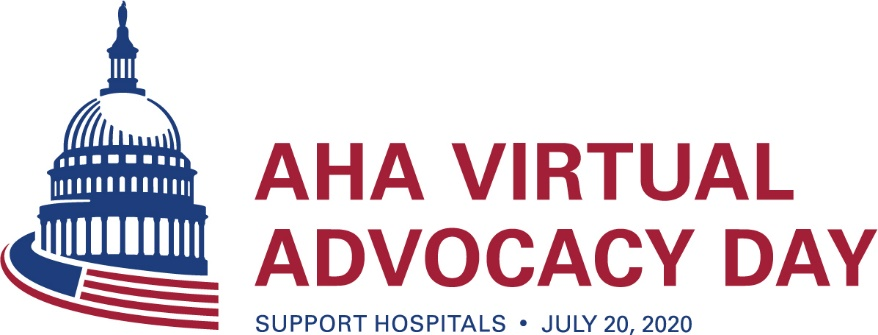 AHA VIRTUAL
ADVOCACY DAY
SUPPORT HOSPITALS • JULY 20, 2020